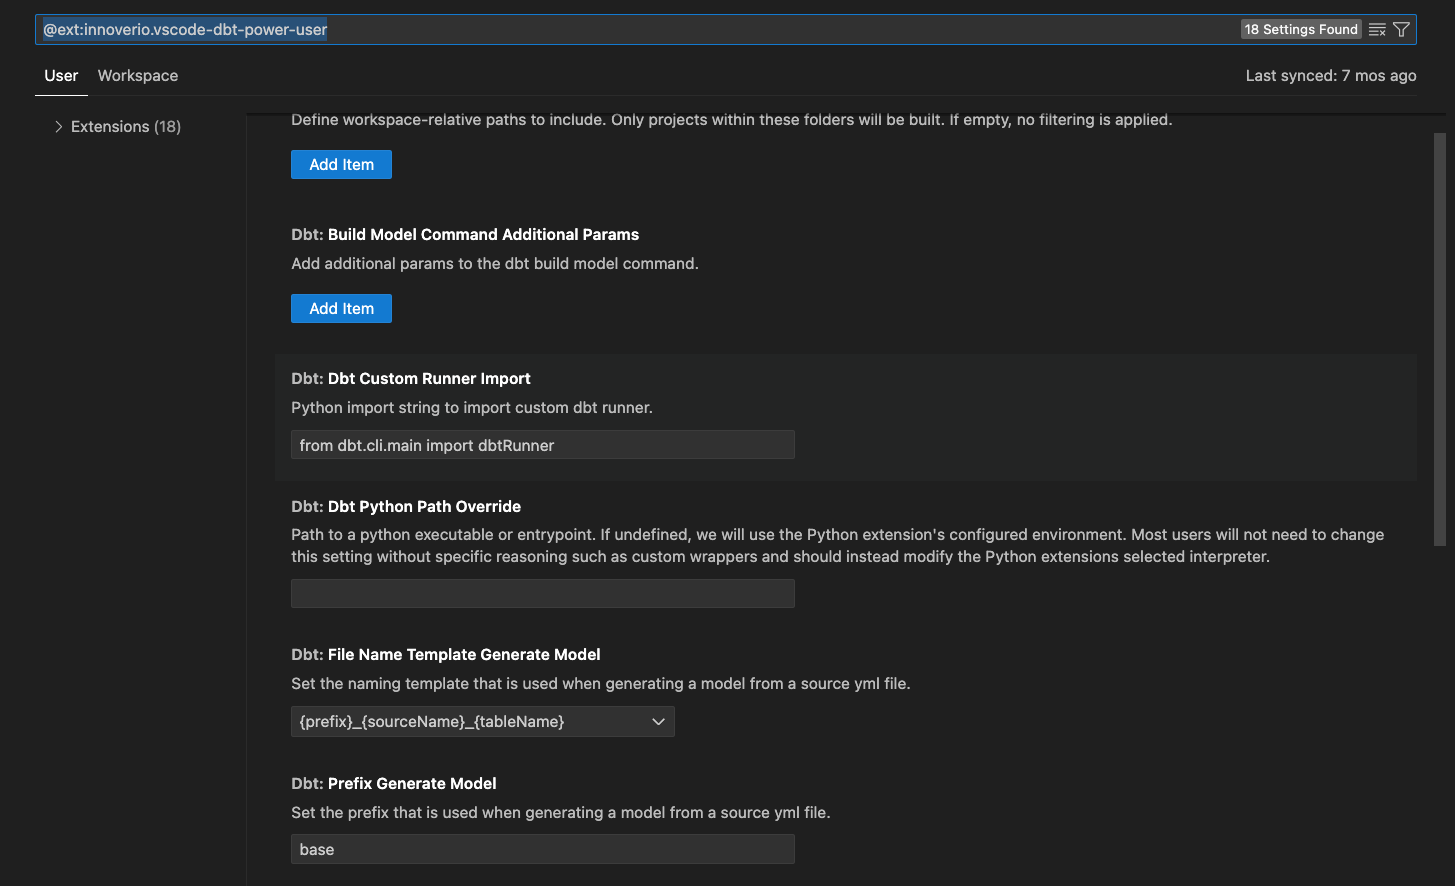 @ext:innoverio.vscode-dbt-power-user
18 Settings Found
User
Workspace
Last synced: 7 mos ago
Extensions (18)
Define workspace-relative paths to include. Only projects within these folders will be built. If empty, no filtering is applied.
Add Item
Dbt: Build Model Command Additional Params
Add additional params to the dbt build model command.
Add Item
Dbt: Dbt Custom Runner Import
Python import string to import custom dbt runner.
from dbt.cli.main import dbtRunner
Dbt: Dbt Python Path Override
Path to a python executable or entrypoint. If undefined, we will use the Python extension's configured environment. Most users will not need to change
this setting without specific reasoning such as custom wrappers and should instead modify the Python extensions selected interpreter.
Dbt: File Name Template Generate Model
Set the naming template that is used when generating a model from a source yml file.
{prefix}_{sourceName}_{tableName}
Dbt: Prefix Generate Model
Set the prefix that is used when generating a model from a source yml file.
base